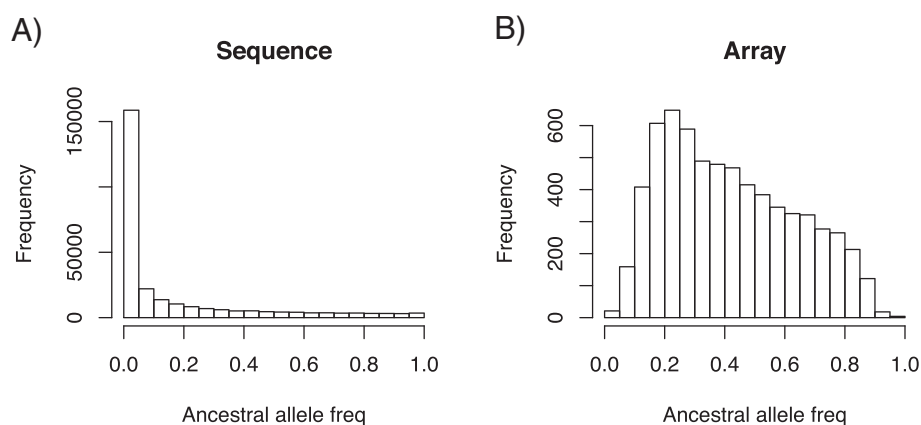 A)
Sequence
Frequency
150000
50000
0
0.0 0.2 0.4 0.6 0.8 1.0
Ancestral allele freq
B)
Array
Frequency
600
400
200
0
0.0 0.2 0.4 0.6 0.8 1.0
Ancestral allele freq